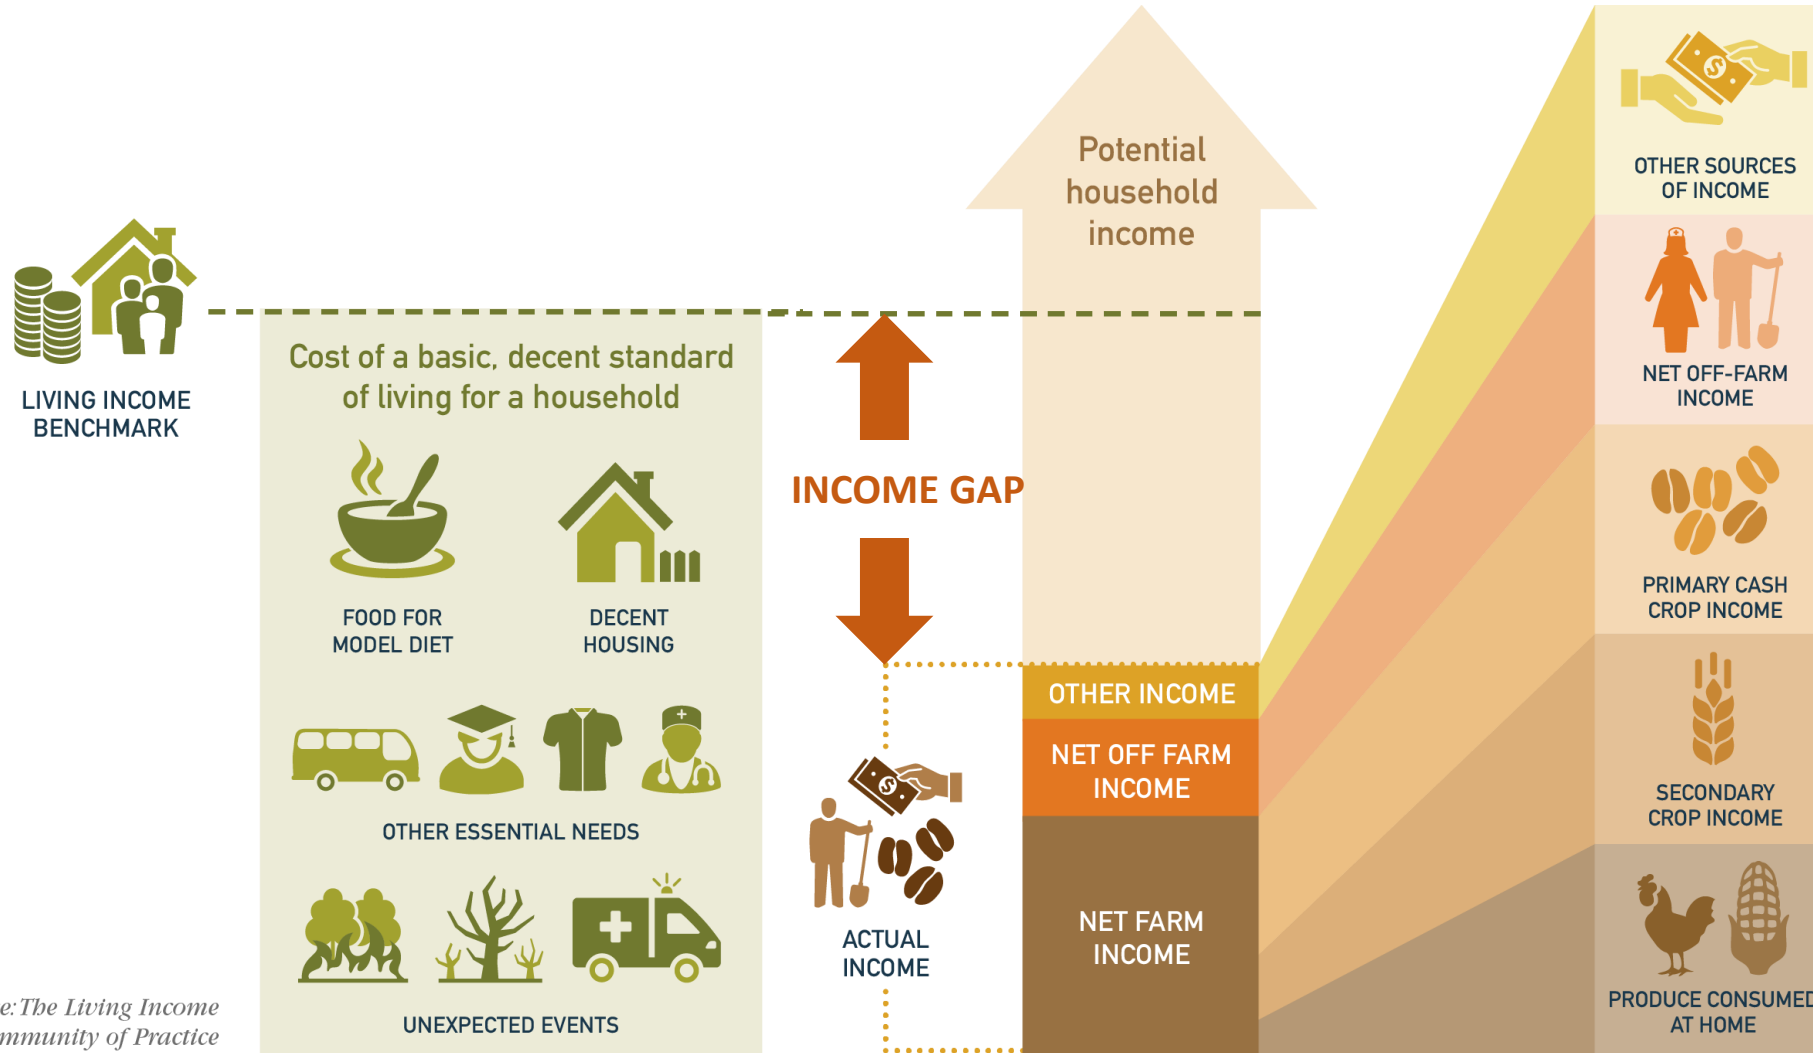 LIVING INCOME
BENCHMARK
Cost of a basic, decent standard
of living for a household
FOOD FOR
MODEL DIET
DECENT
HOUSING
OTHER ESSENTIAL NEEDS
UNEXPECTED EVENTS
INCOME GAP
ACTUAL
INCOME
Potential
household
income
OTHER INCOME
NET OFF FARM
INCOME
NET FARM
INCOME
OTHER SOURCES
OF INCOME
NET OFF-FARM
INCOME
PRIMARY CASH
CROP INCOME
SECONDARY
CROP INCOME
PRODUCE CONSUMED
AT HOME
The Living Income
of Practice